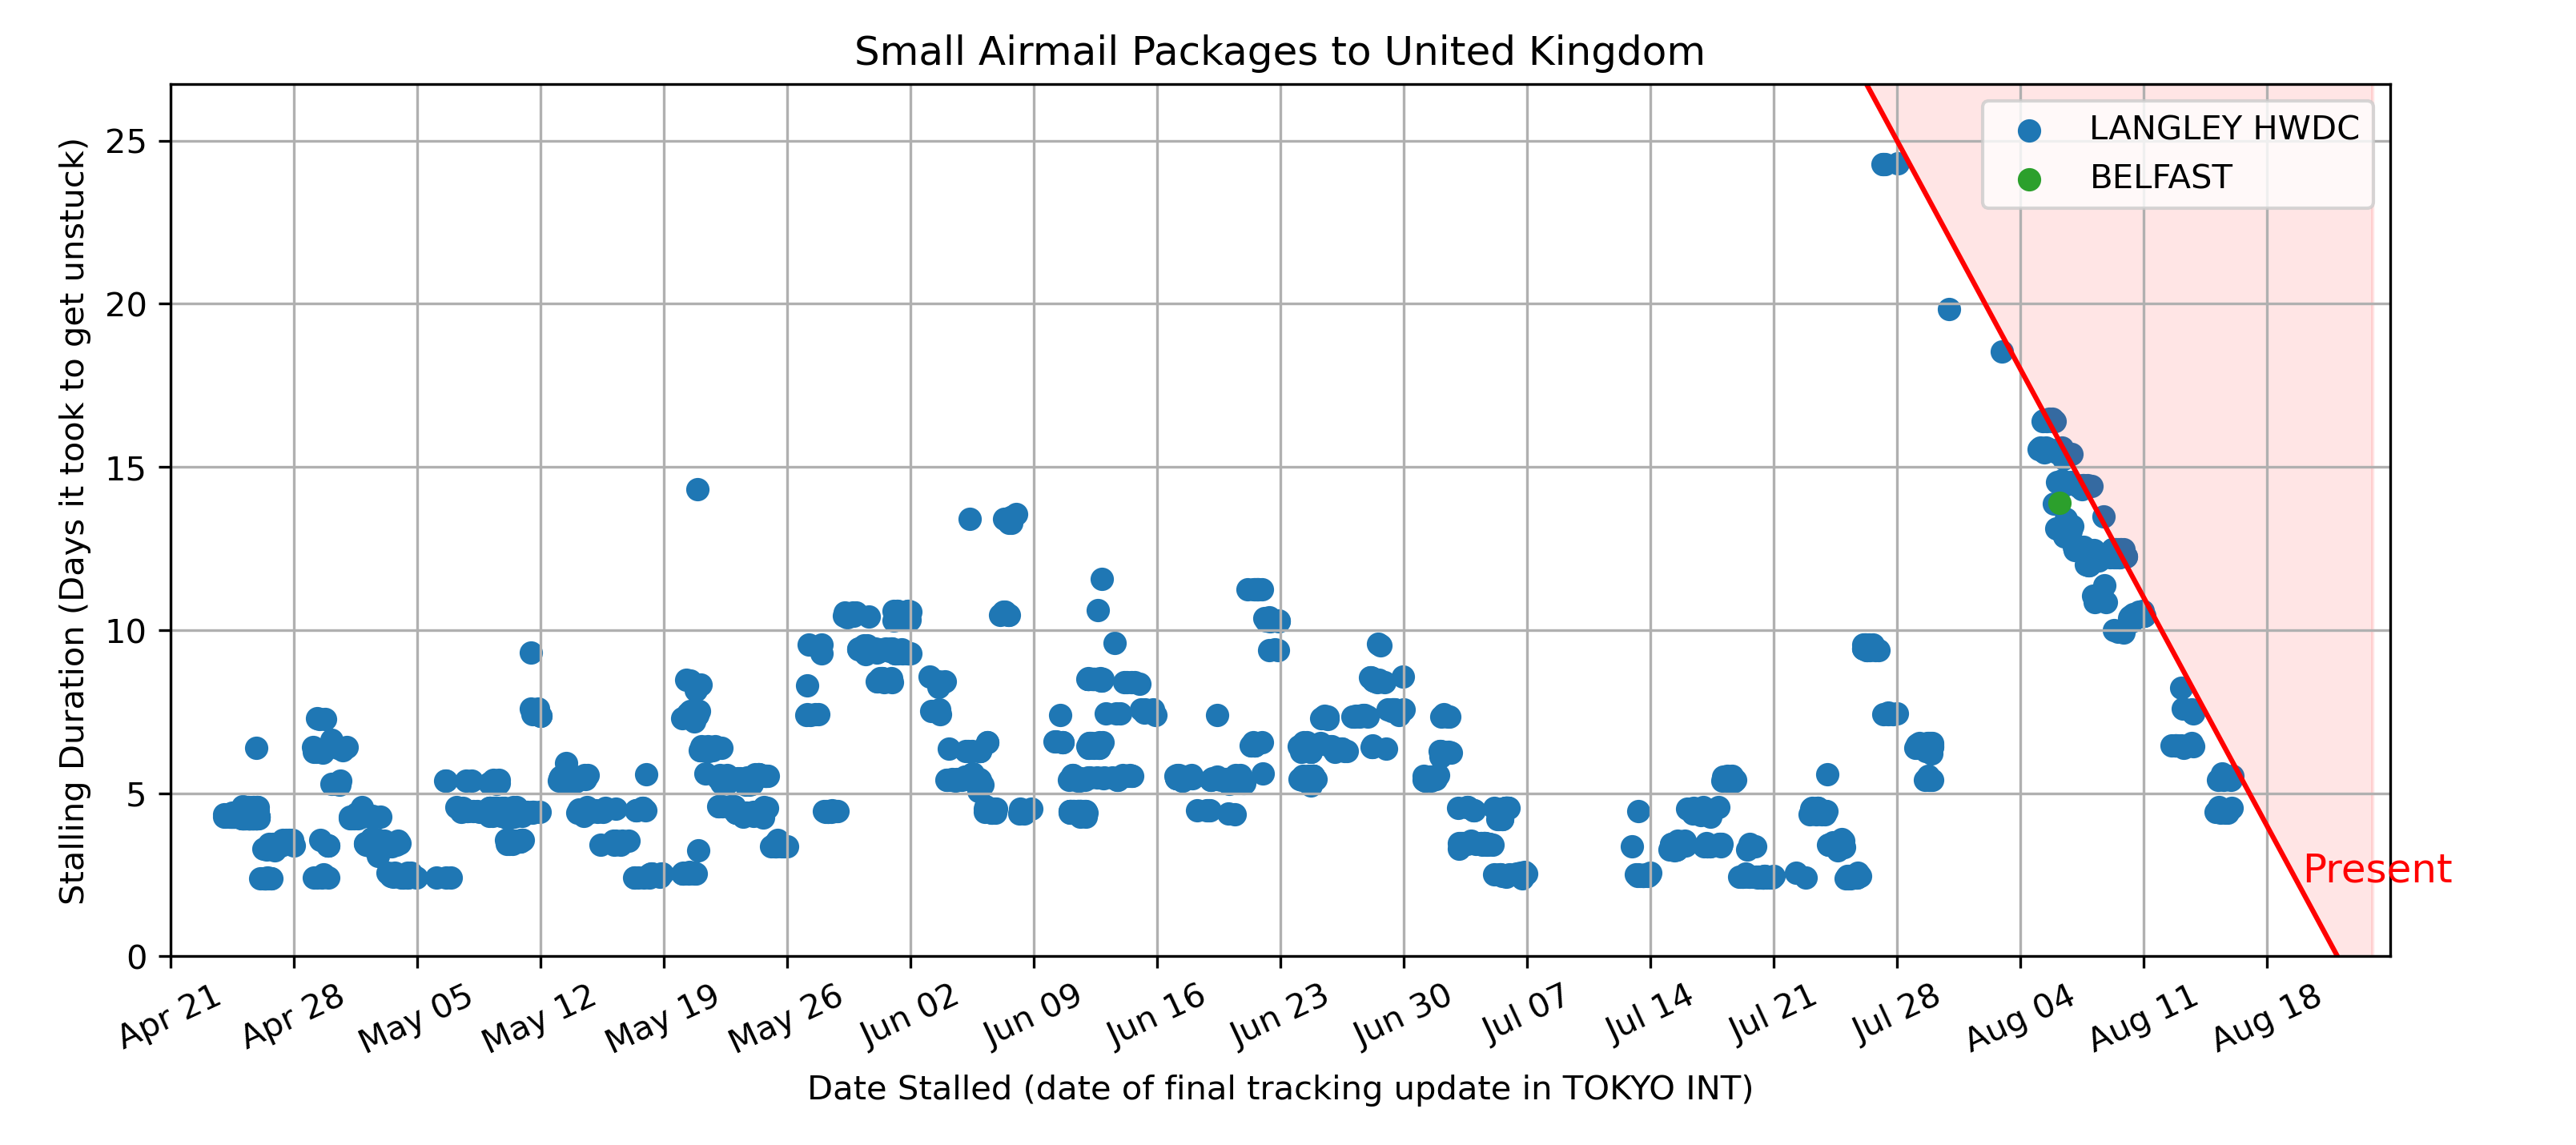 Small Airmail Packages to United Kingdom
LANGLEY HWDC
BELFAST
Stalling Duration (Days it took to get unstuck)
25
20
15
10
5
0
Present
Apr 21
Apr 28
May 05
May 12
May 19
May 26
Jun 02
Jun 09
Jun 16
Jun 23
Jun 30
Jul 07
Jul 14
Jul 21
Jul 28
Aug 04
Aug 11
Aug 18
Date Stalled (date of final tracking update in TOKYO INT)